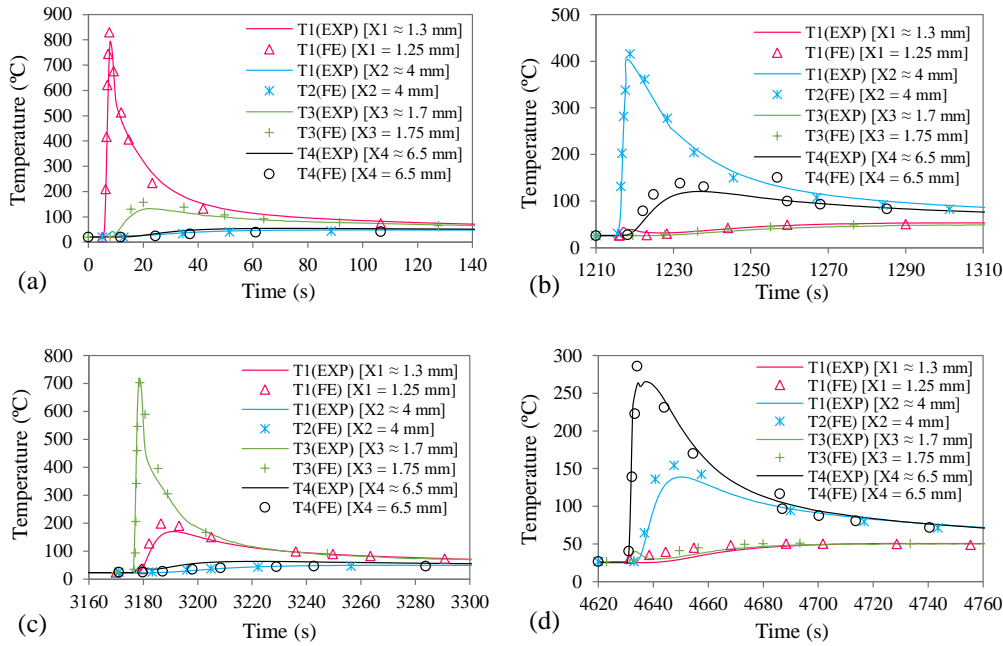 900
800
700
600
500
400
300
200
100
0
0 20 40 60 80 100 120 140
Temperature (ºC)
Time (s)
(a)
T1(EXP) [X1 ≈ 1.3 mm]
T1(FE) [X1 = 1.25 mm]
T1(EXP) [X2 ≈ 4 mm]
T2(FE) [X2 = 4 mm]
T3(EXP) [X3 ≈ 1.7 mm]
T3(FE) [X3 = 1.75 mm]
T4(EXP) [X4 ≈ 6.5 mm]
T4(FE) [X4 = 6.5 mm]
500
400
300
200
100
0
1210 1230 1250 1270 1290 1310
Temperature (ºC)
Time (s)
(b)
T1(EXP) [X1 ≈ 1.3 mm]
T1(FE) [X1 = 1.25 mm]
T1(EXP) [X2 ≈ 4 mm]
T2(FE) [X2 = 4 mm]
T3(EXP) [X3 ≈ 1.7 mm]
T3(FE) [X3 = 1.75 mm]
T4(EXP) [X4 ≈ 6.5 mm]
T4(FE) [X4 = 6.5 mm]
800
700
600
500
400
300
200
100
0
3160 3180 3200 3220 3240 3260 3280 3300
Temperature (ºC)
Time (s)
(c)
T1(EXP) [X1 ≈ 1.3 mm]
T1(FE) [X1 = 1.25 mm]
T1(EXP) [X2 ≈ 4 mm]
T2(FE) [X2 = 4 mm]
T3(EXP) [X3 ≈ 1.7 mm]
T3(FE) [X3 = 1.75 mm]
T4(EXP) [X4 ≈ 6.5 mm]
T4(FE) [X4 = 6.5 mm]
300
250
200
150
100
50
0
4620 4640 4660 4680 4700 4720 4740 4760
Temperature (ºC)
Time (s)
(d)
T1(EXP) [X1 ≈ 1.3 mm]
T1(FE) [X1 = 1.25 mm]
T1(EXP) [X2 ≈ 4 mm]
T2(FE) [X2 = 4 mm]
T3(EXP) [X3 ≈ 1.7 mm]
T3(FE) [X3 = 1.75 mm]
T4(EXP) [X4 ≈ 6.5 mm]
T4(FE) [X4 = 6.5 mm]